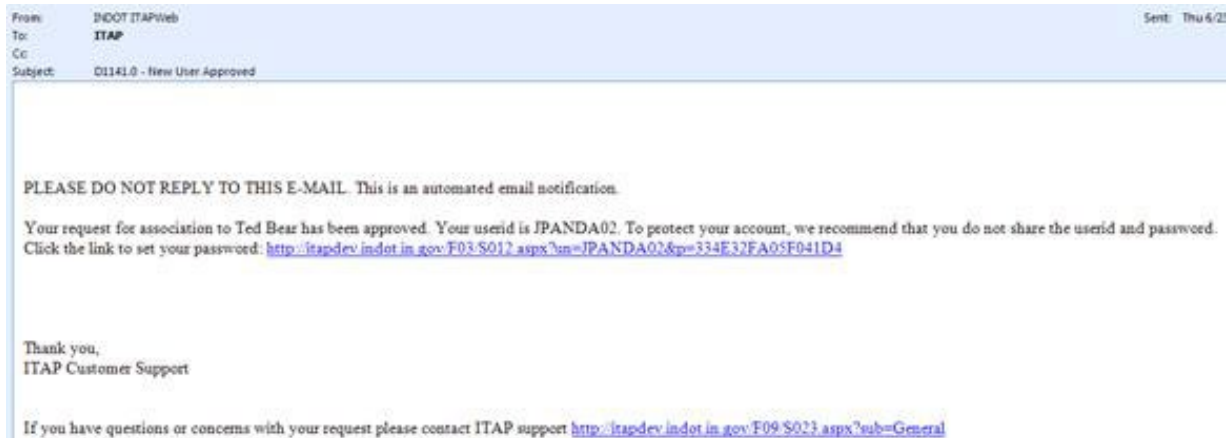 From: INDOT ITAPWeb Sent: Thu 6/25
To: ITAP
Cc:
Subject: D1141.0 - New User Approved
PLEASE DO NOT REPLY TO THIS E-MAIL. This is an automated email notification.
Your request for association to Ted Bear has been approved. Your userid is JPANDA02. To protect your account, we recommend that you do not share the userid and password.
Click the link to set your password: http://itapdev.indot.in.gov/F03/S012.aspx?un=JPANDA02&p=334E32FA05F041D4
Thank you,
ITAP Customer Support
If you have questions or concerns with your request please contact ITAP support http://itapdev.indot.in.gov/F09/S023.aspx?sub=General